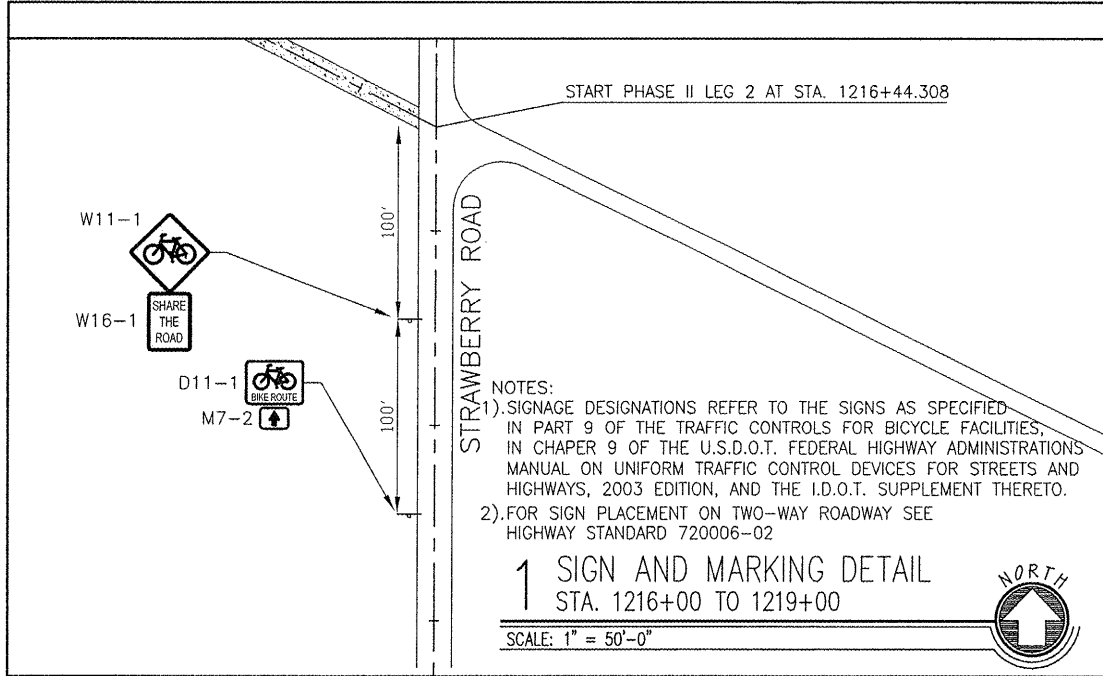 START PHASE II LEG 2 AT STA. 1216+44.308
W11-1
SHARE
THE
ROAD
W16-1
D11-1
BIKE ROUTE
M7-2
100'
100'
STRAWBERRY ROAD
NOTES:
1).SIGNAGE DESIGNATIONS REFER TO THE SIGNS AS SPECIFIED
IN PART 9 OF THE TRAFFIC CONTROLS FOR BICYCLE FACILITIES,
IN CHAPER 9 OF THE U.S.D.O.T. FEDERAL HIGHWAY ADMINISTRATIONS
MANUAL ON UNIFORM TRAFFIC CONTROL DEVICES FOR STREETS AND
HIGHWAYS, 2003 EDITION, AND THE I.D.O.T. SUPPLEMENT THERETO.
2).FOR SIGN PLACEMENT ON TWO-WAY ROADWAY SEE
HIGHWAY STANDARD 720006-02
1 SIGN AND MARKING DETAIL
STA. 1216+00 TO 1219+00
SCALE: 1" = 50'-0"
NORTH